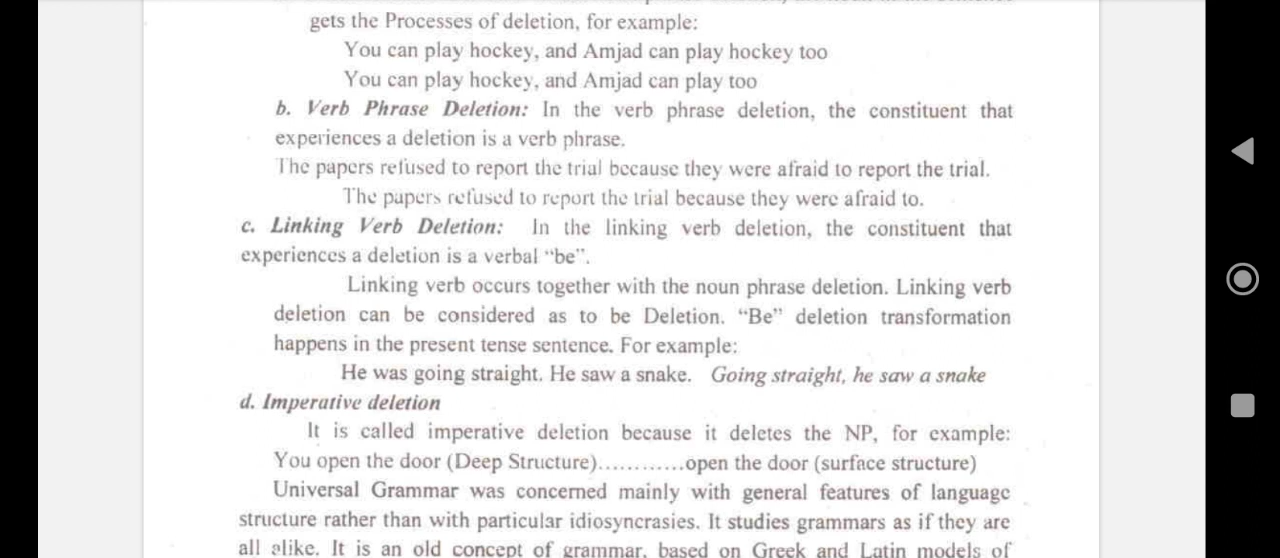 gets the Processes of deletion, for example:
You can play hockey, and Amjad can play hockey too
You can play hockey, and Amjad can play too
b. Verb Phrase Deletion: In the verb phrase deletion, the constituent that
experiences a deletion is a verb phrase.
The papers refused to report the trial because they were afraid to report the trial.
The papers refused to report the trial because they were afraid to.
c. Linking Verb Deletion: In the linking verb deletion, the constituent that
experiences a deletion is a verbal “be”.
Linking verb occurs together with the noun phrase deletion. Linking verb
deletion can be considered as to be Deletion. “Be” deletion transformation
happens in the present tense sentence. For example:
He was going straight. He saw a snake. Going straight, he saw a snake
d. Imperative deletion
It is called imperative deletion because it deletes the NP, for example:
You open the door (Deep Structure)............open the door (surface structure)
Universal Grammar was concerned mainly with general features of language
structure rather than with particular idiosyncrasies. It studies grammars as if they are
all alike. It is an old concept of grammar, based on Greek and Latin models of